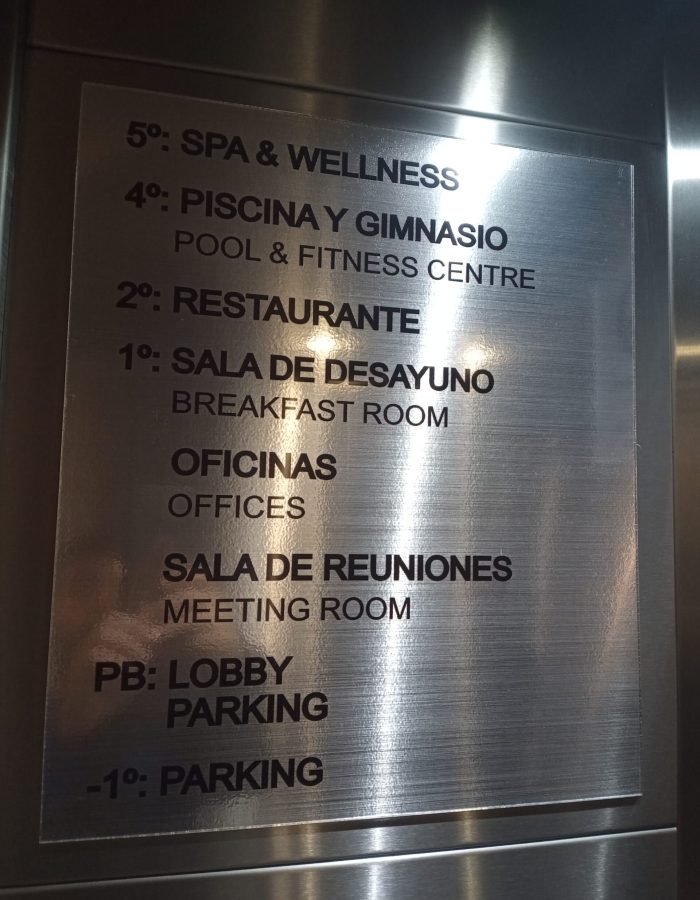 5º: SPA & WELLNESS
4º: PISCINA Y GIMNASIO
POOL & FITNESS CENTRE
2º: RESTAURANTE
1º: SALA DE DESAYUNO
BREAKFAST ROOM
OFICINAS
OFFICES
SALA DE REUNIONES
MEETING ROOM
PB: LOBBY
PARKING
-1º: PARKING